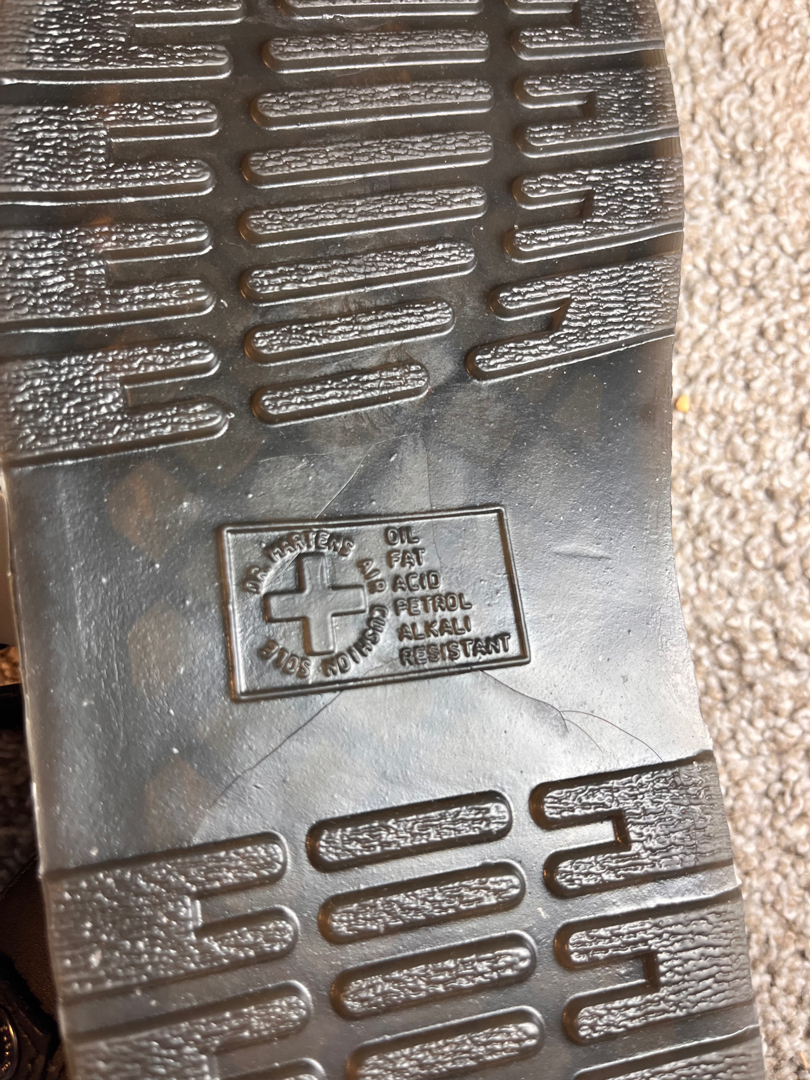 DR. MARTENS AIR CUSHION SOLE
OIL
FAT
ACID
PETROL
ALKALI
RESISTANT